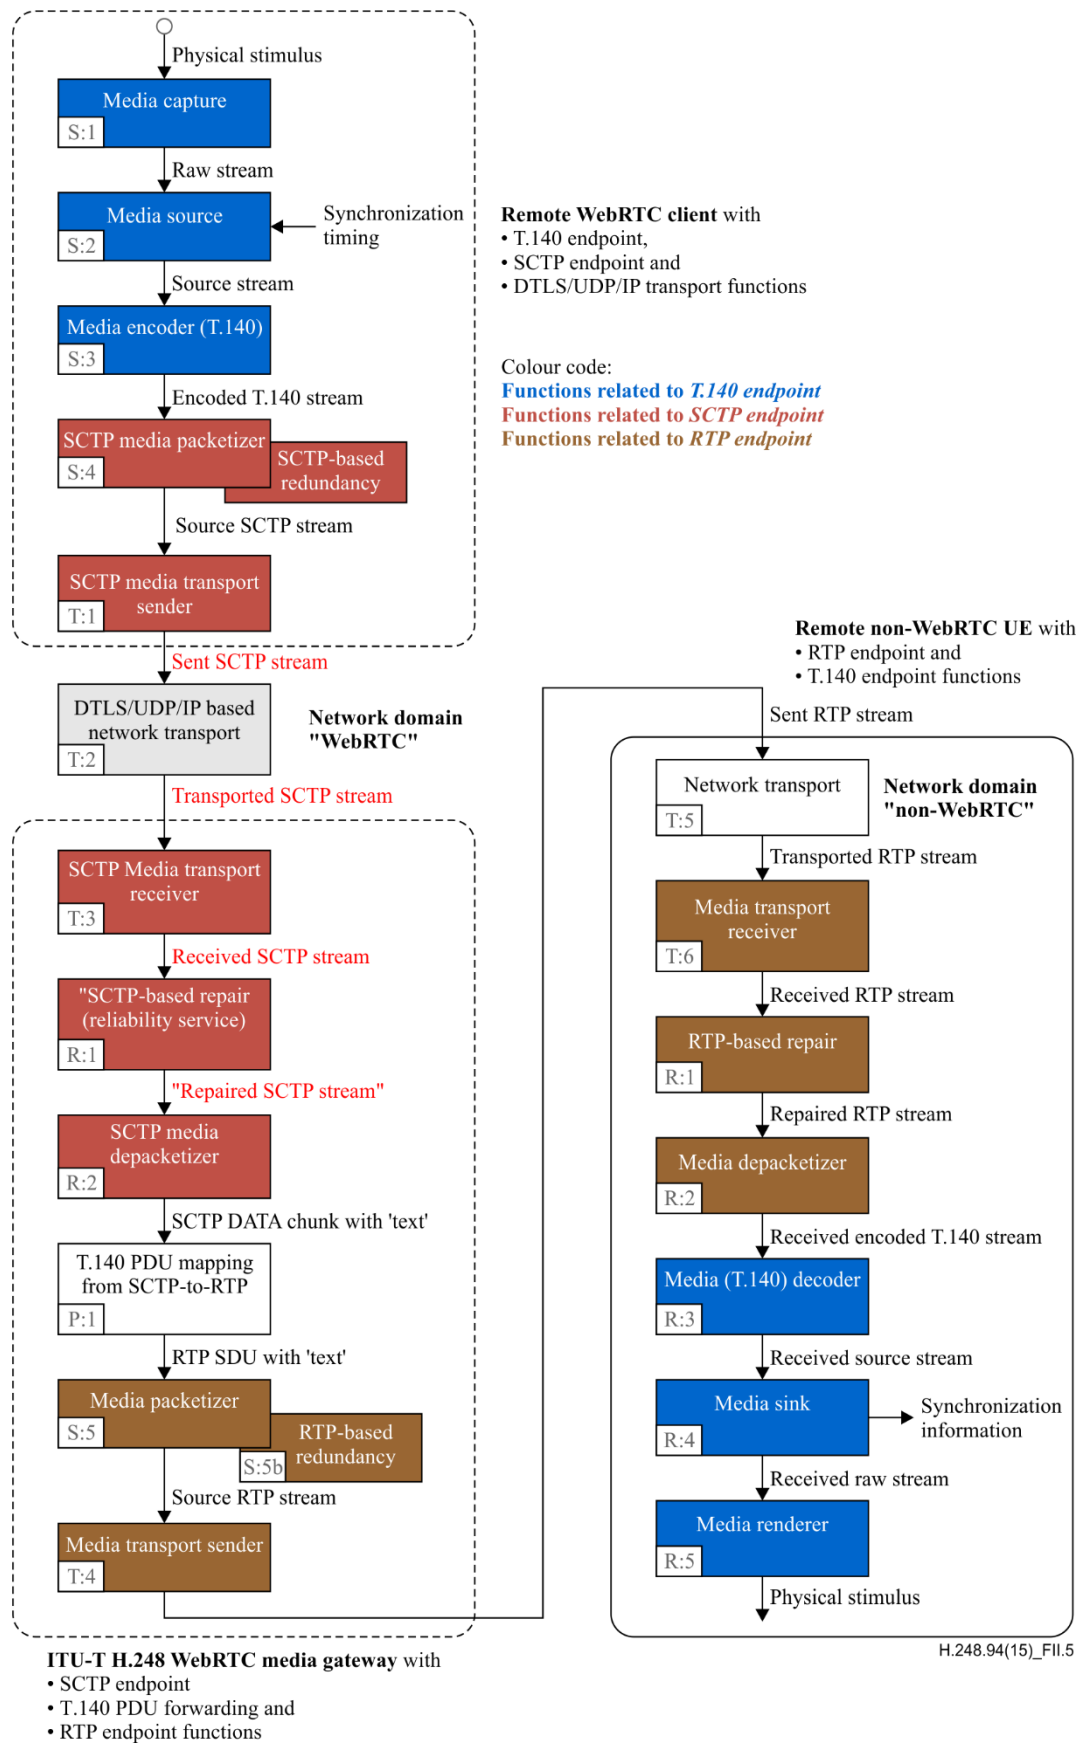 Physical stimulus
Media capture
S:1
Raw stream
Media source
S:2
Synchronization
timing
Source stream
Media encoder (T.140)
S:3
Encoded T.140 stream
SCTP media packetizer
S:4
SCTP-based
redundancy
Source SCTP stream
SCTP media transport
sender
T:1
Sent SCTP stream
DTLS/UDP/IP based
network transport
T:2
Network domain
"WebRTC"
Transported SCTP stream
SCTP Media transport
receiver
T:3
Received SCTP stream
"SCTP-based repair
(reliability service)
R:1
"Repaired SCTP stream"
SCTP media
depacketizer
R:2
SCTP DATA chunk with 'text'
T.140 PDU mapping
from SCTP-to-RTP
P:1
RTP SDU with 'text'
Media packetizer
S:5
RTP-based
redundancy
S:5b
Source RTP stream
Media transport sender
T:4
ITU-T H.248 WebRTC media gateway with
• SCTP endpoint
• T.140 PDU forwarding and
• RTP endpoint functions
Remote WebRTC client with
• T.140 endpoint,
• SCTP endpoint and
• DTLS/UDP/IP transport functions
Colour code:
Functions related to T.140 endpoint
Functions related to SCTP endpoint
Functions related to RTP endpoint
Remote non-WebRTC UE with
• RTP endpoint and
• T.140 endpoint functions
Sent RTP stream
Network transport
T:5
Network domain
"non-WebRTC"
Transported RTP stream
Media transport
receiver
T:6
Received RTP stream
RTP-based repair
R:1
Repaired RTP stream
Media depacketizer
R:2
Received encoded T.140 stream
Media (T.140) decoder
R:3
Received source stream
Media sink
R:4
Synchronization
information
Received raw stream
Media renderer
R:5
Physical stimulus
H.248.94(15)_FII.5